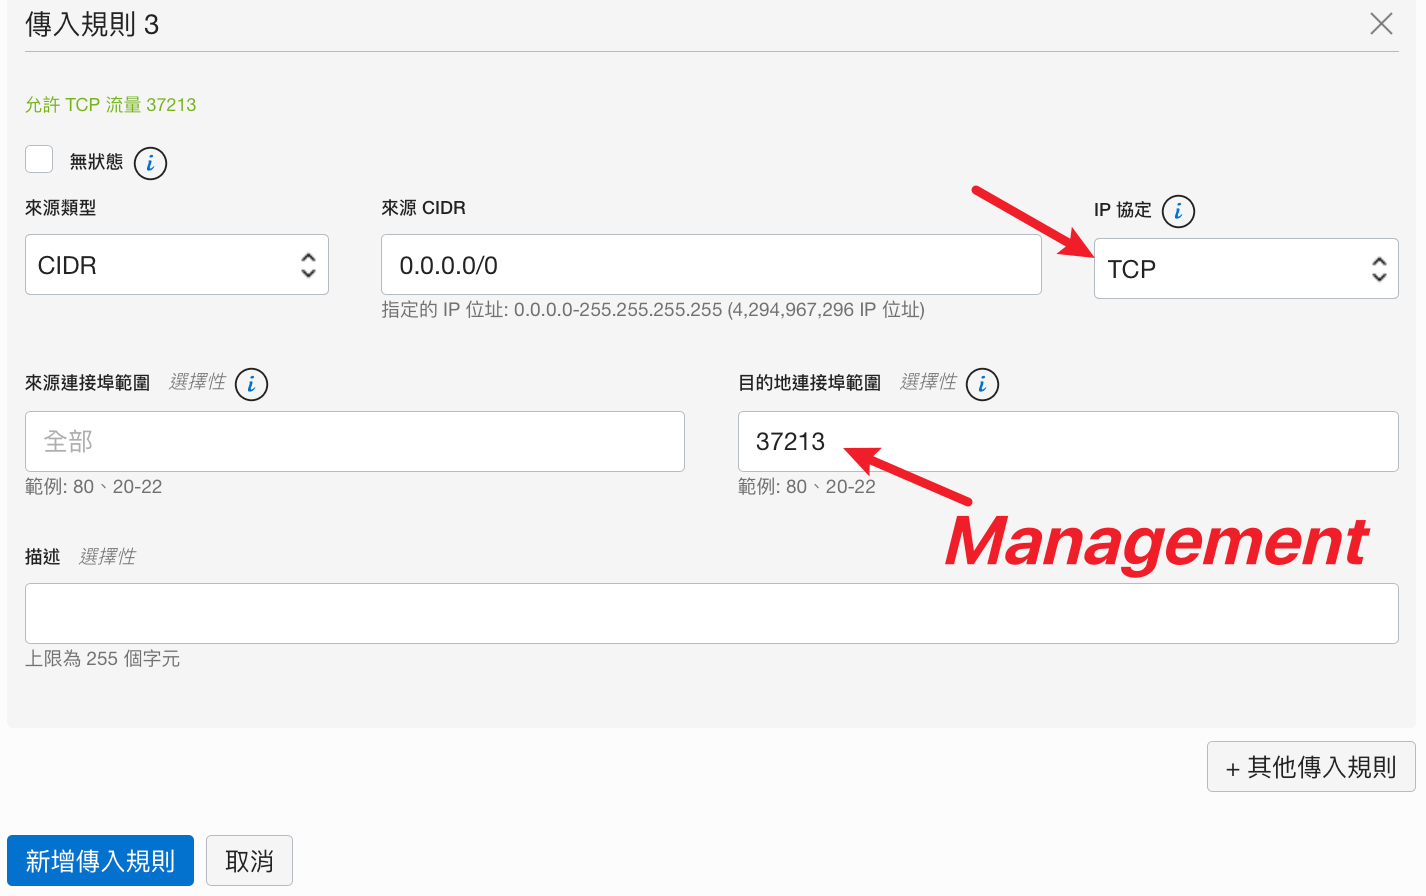 傳入規則 3
允許 TCP 流量 37213
無狀態 i
來源類型
來源 CIDR
IP 協定 i
CIDR
0.0.0.0/0
TCP
指定的 IP 位址: 0.0.0.0-255.255.255.255 (4,294,967,296 IP 位址)
來源連接埠範圍 選擇性 i
目的地連接埠範圍 選擇性 i
全部
37213
範例: 80、20-22
範例: 80、20-22
Management
描述 選擇性
上限為 255 個字元
+ 其他傳入規則
新增傳入規則
取消